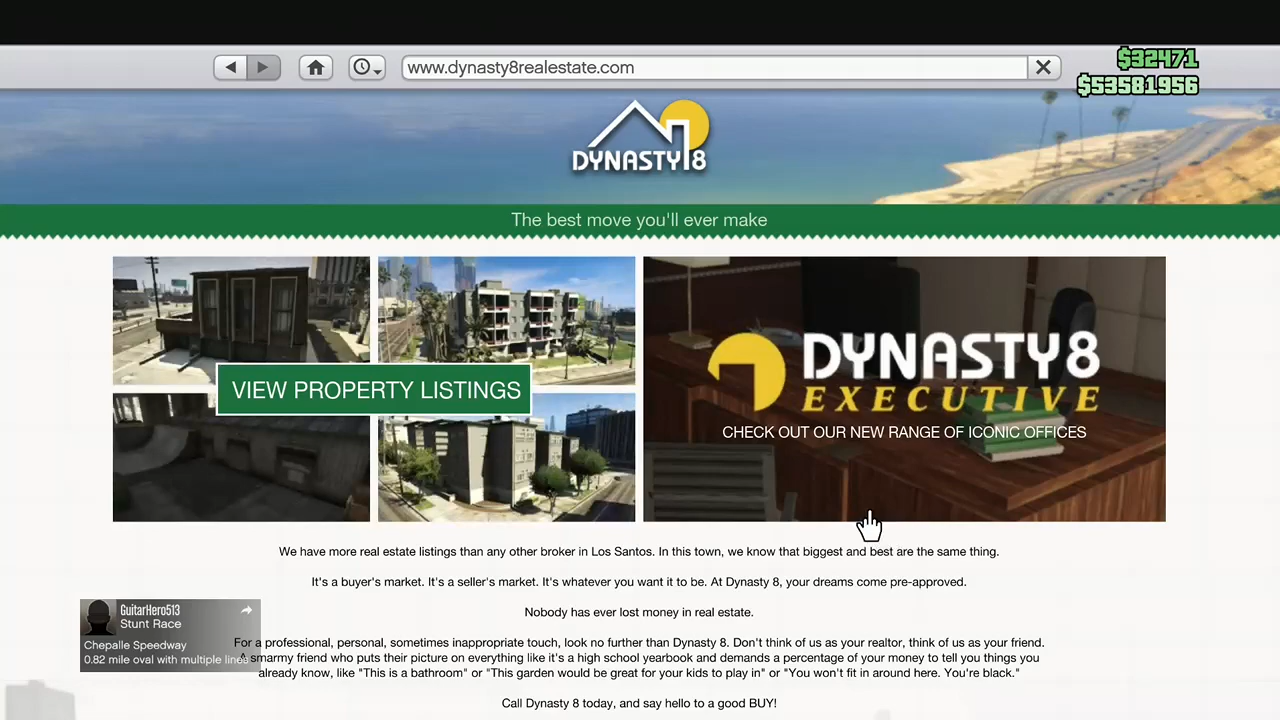 www.dynasty8realestate.com
$32471
$53581956
DYNASTY 8
The best move you'll ever make
VIEW PROPERTY LISTINGS
DYNASTY8
EXECUTIVE
CHECK OUT OUR NEW RANGE OF ICONIC OFFICES
We have more real estate listings than any other broker in Los Santos. In this town, we know that biggest and best are the same thing.
It's a buyer's market. It's a seller's market. It's whatever you want it to be. At Dynasty 8, your dreams come pre-approved.
Nobody has ever lost money in real estate.
GuitarHero513
Stunt Race
Chepalle Speedway
0.82 mile oval with multiple lines
For a professional, personal, sometimes inappropriate touch, look no further than Dynasty 8. Don't think of us as your realtor, think of us as your friend.
A smarmy friend who puts their picture on everything like it's a high school yearbook and demands a percentage of your money to tell you things you
already know, like "This is a bathroom" or "This garden would be great for your kids to play in" or "You won't fit in around here. You're black."
Call Dynasty 8 today, and say hello to a good BUY!